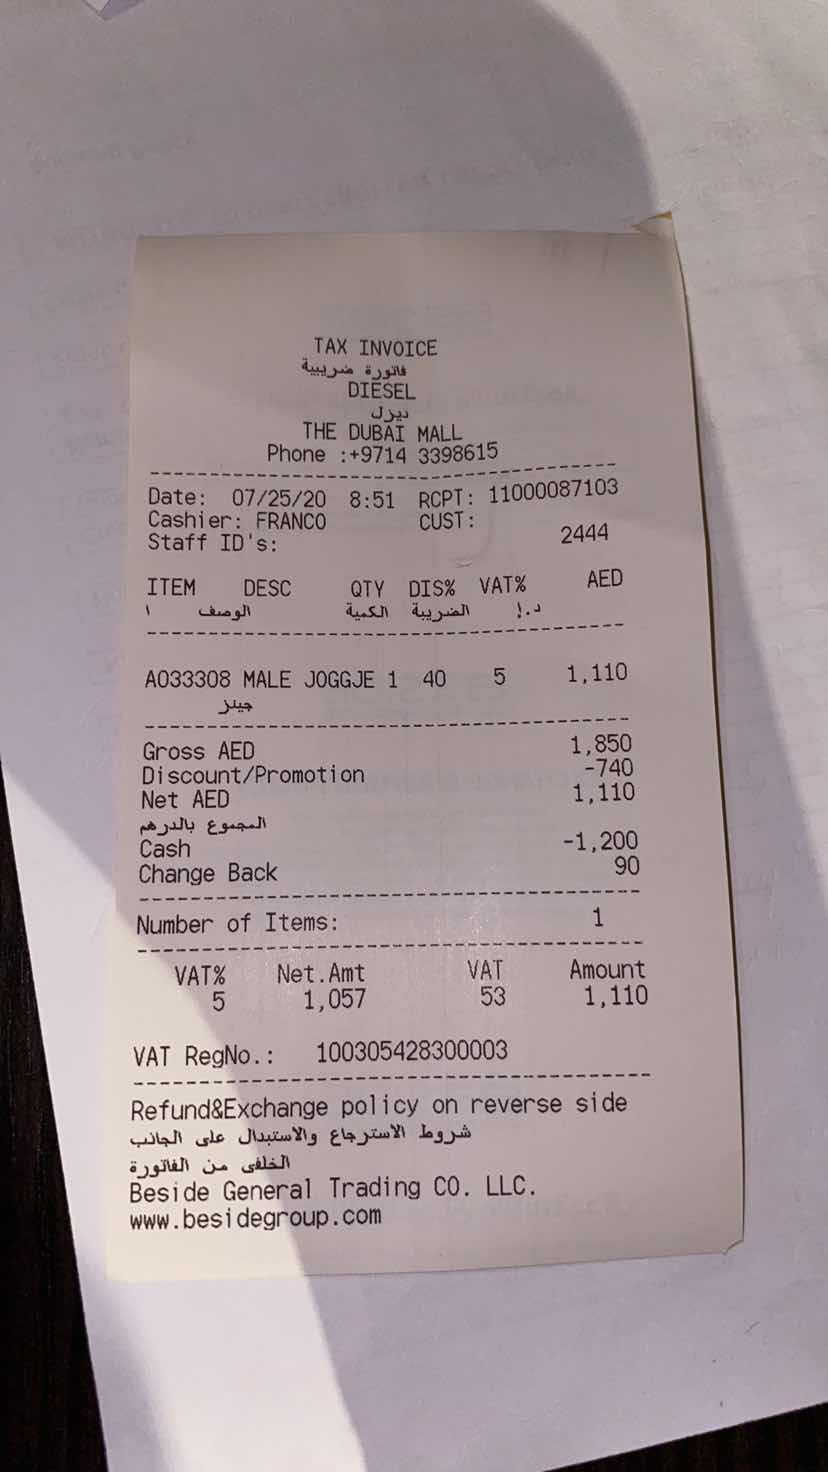 TAX INVOICE
فاتورة ضريبية
DIESEL
ديزل
THE DUBAI MALL
Phone :+9714 3398615
Date: 07/25/20 8:51 RCPT: 11000087103
Cashier: FRANCO CUST:
Staff ID's: 2444
ITEM DESC QTY DIS% VAT% AED
ا الوصف الكمية الضريبة د.إ
A033308 MALE JOGGJE 1 40 5 1,110
جينز
Gross AED 1,850
Discount/Promotion -740
Net AED 1,110
المجموع بالدرهم
Cash -1,200
Change Back 90
Number of Items: 1
VAT% Net.Amt VAT Amount
5 1,057 53 1,110
VAT RegNo.: 100305428300003
Refund&Exchange policy on reverse side
شروط الاسترجاع والاستبدال على الجانب
الخلفى من الفاتورة
Beside General Trading CO. LLC.
www.besidegroup.com